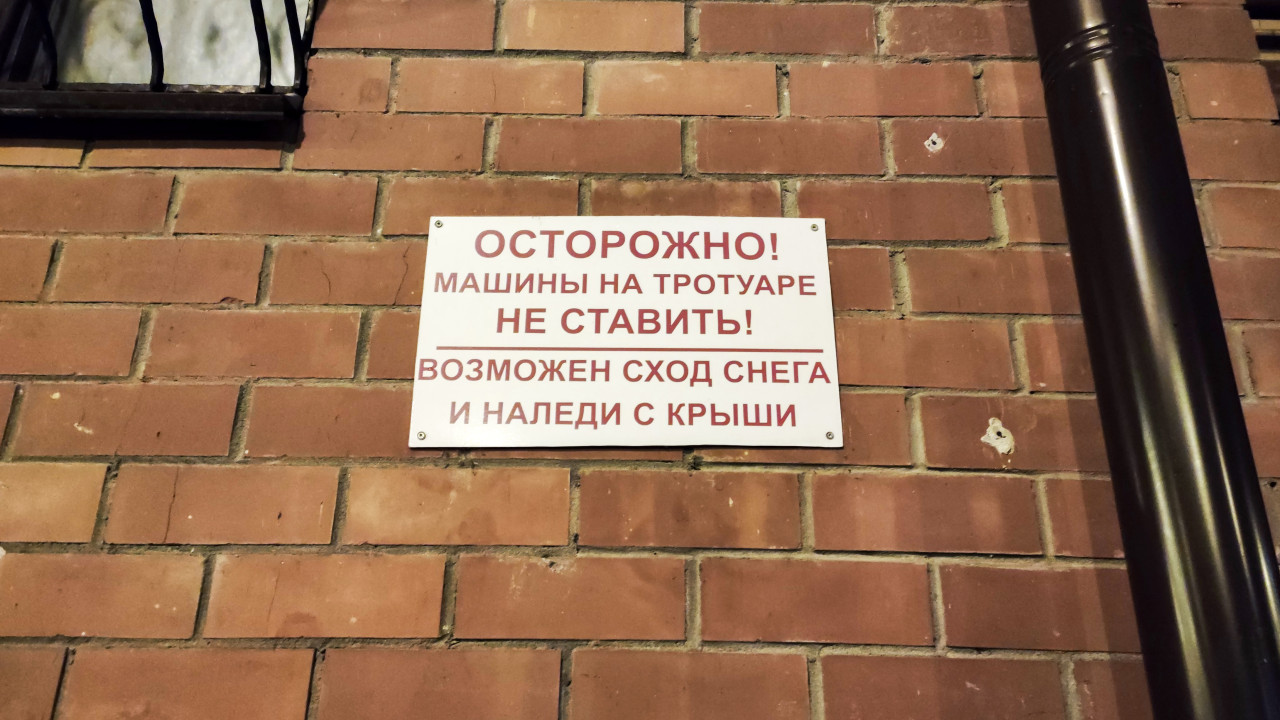 ОСТОРОЖНО!
МАШИНЫ НА ТРОТУАРЕ
НЕ СТАВИТЬ!
ВОЗМОЖЕН СХОД СНЕГА
И НАЛЕДИ С КРЫШИ